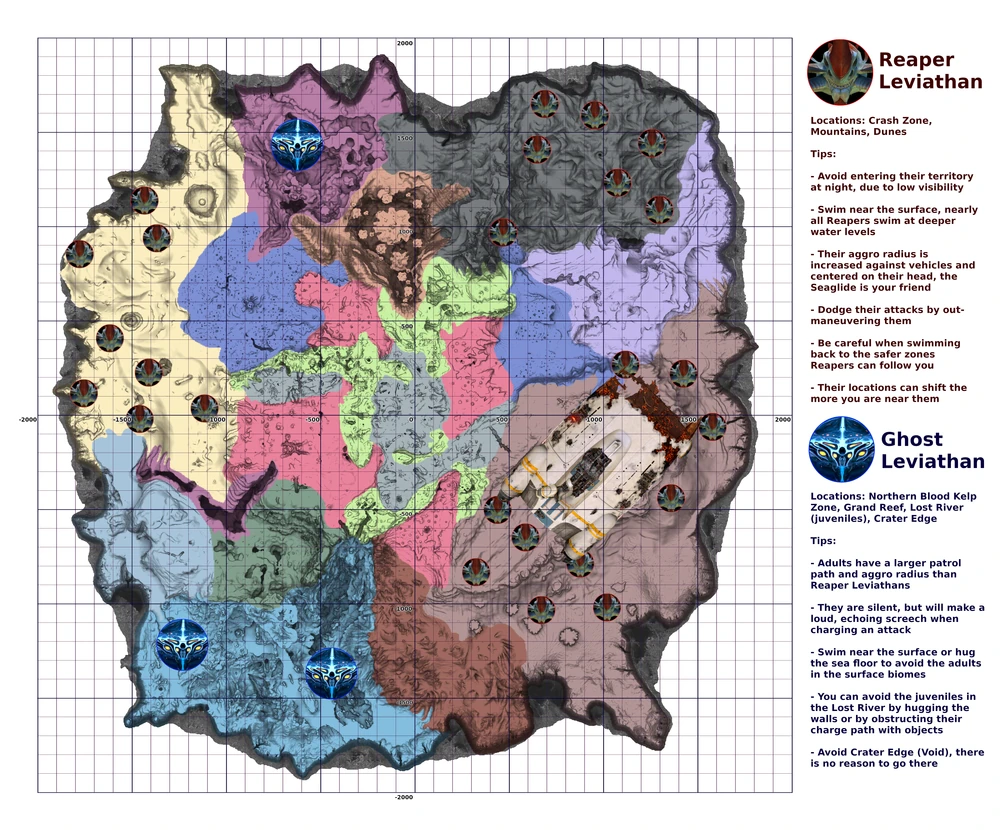 2000
1500
1000
500
-2000
-1500
-1000
-500
0
500
1000
1500
2000
-500
-1000
-1500
-2000
Reaper
Leviathan
Locations: Crash Zone,
Mountains, Dunes
Tips:
- Avoid entering their territory
at night, due to low visibility
- Swim near the surface, nearly
all Reapers swim at deeper
water levels
- Their aggro radius is
increased against vehicles and
centered on their head, the
Seaglide is your friend
- Dodge their attacks by out-
maneuvering them
- Be careful when swimming
back to the safer zones
Reapers can follow you
- Their locations can shift the
more you are near them
Ghost
Leviathan
Locations: Northern Blood Kelp
Zone, Grand Reef, Lost River
(juveniles), Crater Edge
Tips:
- Adults have a larger patrol
path and aggro radius than
Reaper Leviathans
- They are silent, but will make a
loud, echoing screech when
charging an attack
- Swim near the surface or hug
the sea floor to avoid the adults
in the surface biomes
- You can avoid the juveniles in
the Lost River by hugging the
walls or by obstructing their
charge path with objects
- Avoid Crater Edge (Void), there
is no reason to go there